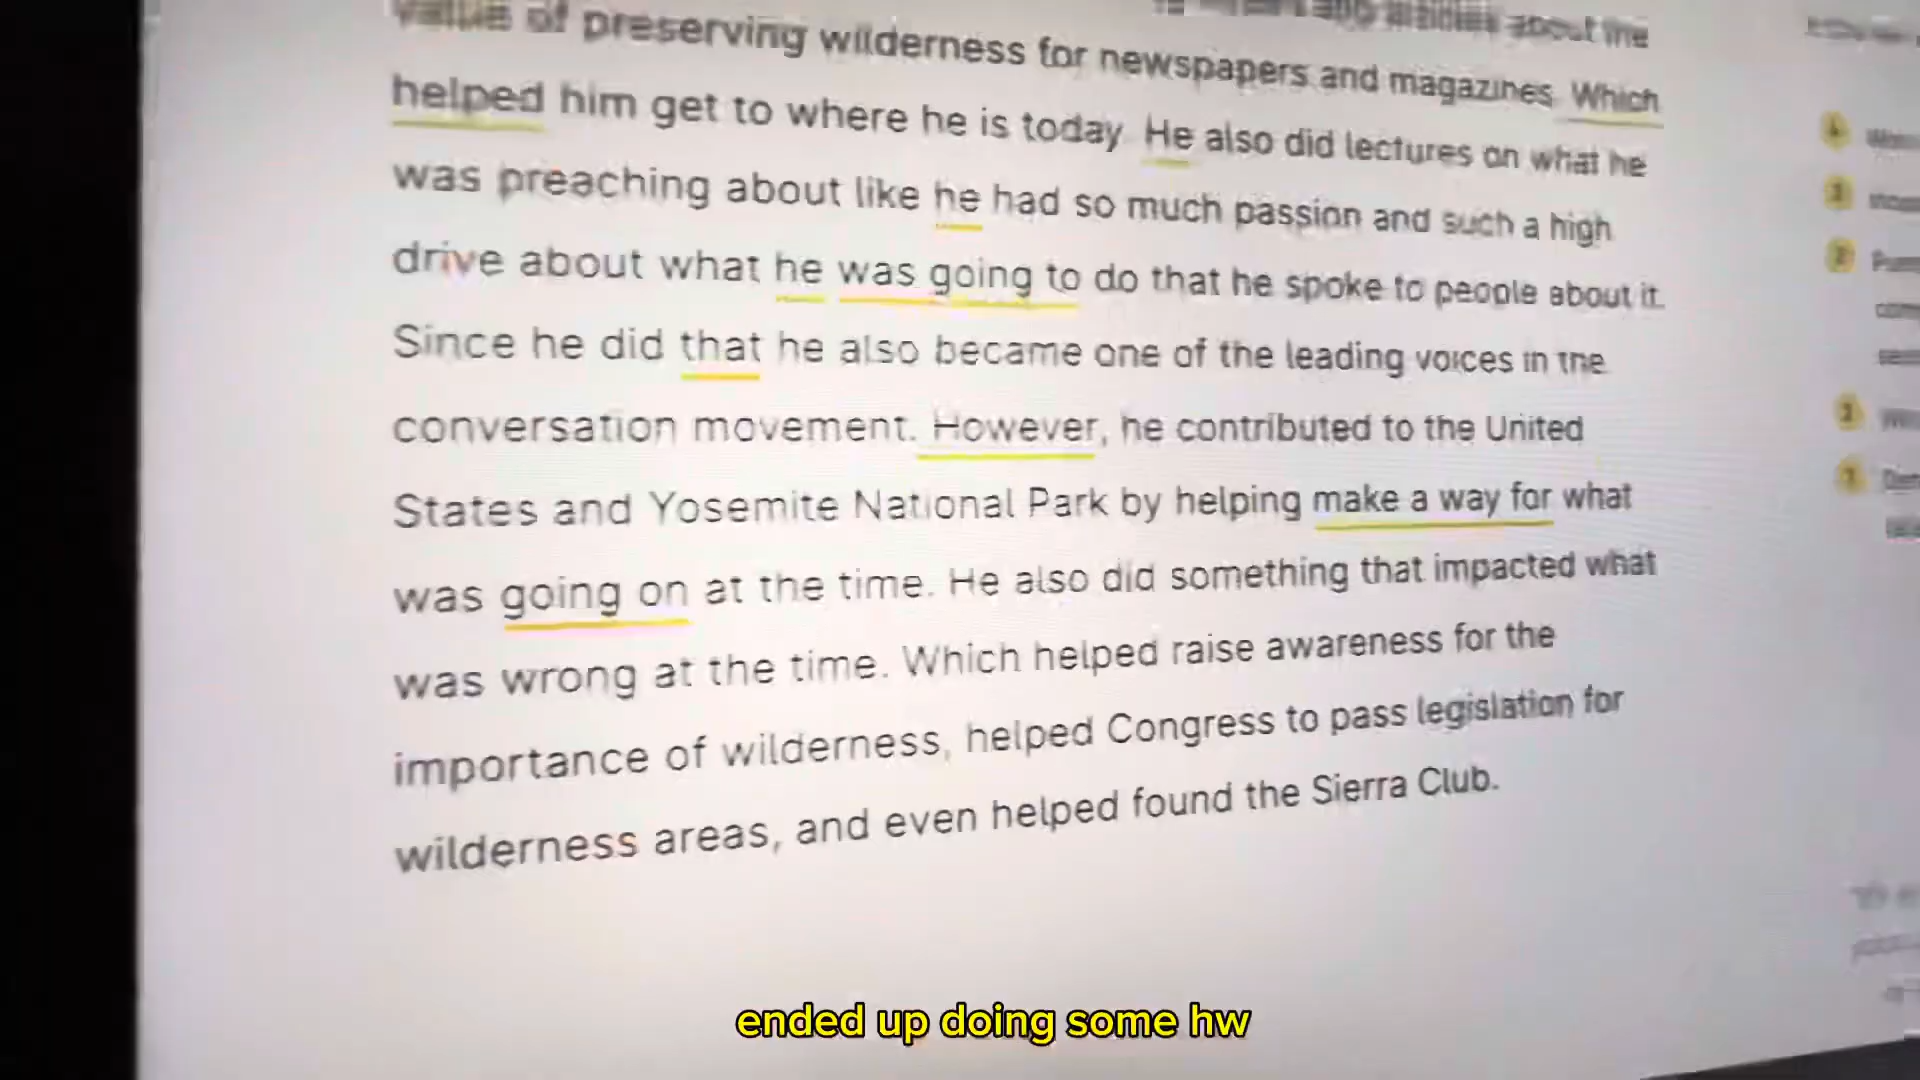 value of preserving wilderness for newspapers and magazines. Which
about the
helped him get to where he is today. He also did lectures on what he
was preaching about like he had so much passion and such a high
drive about what he was going to do that he spoke to people about it.
Since he did that he also became one of the leading voices in the
conversation movement. However, he contributed to the United
States and Yosemite National Park by helping make a way for what
was going on at the time. He also did something that impacted what
was wrong at the time. Which helped raise awareness for the
importance of wilderness, helped Congress to pass legislation for
wilderness areas, and even helped found the Sierra Club.
ended up doing some hw